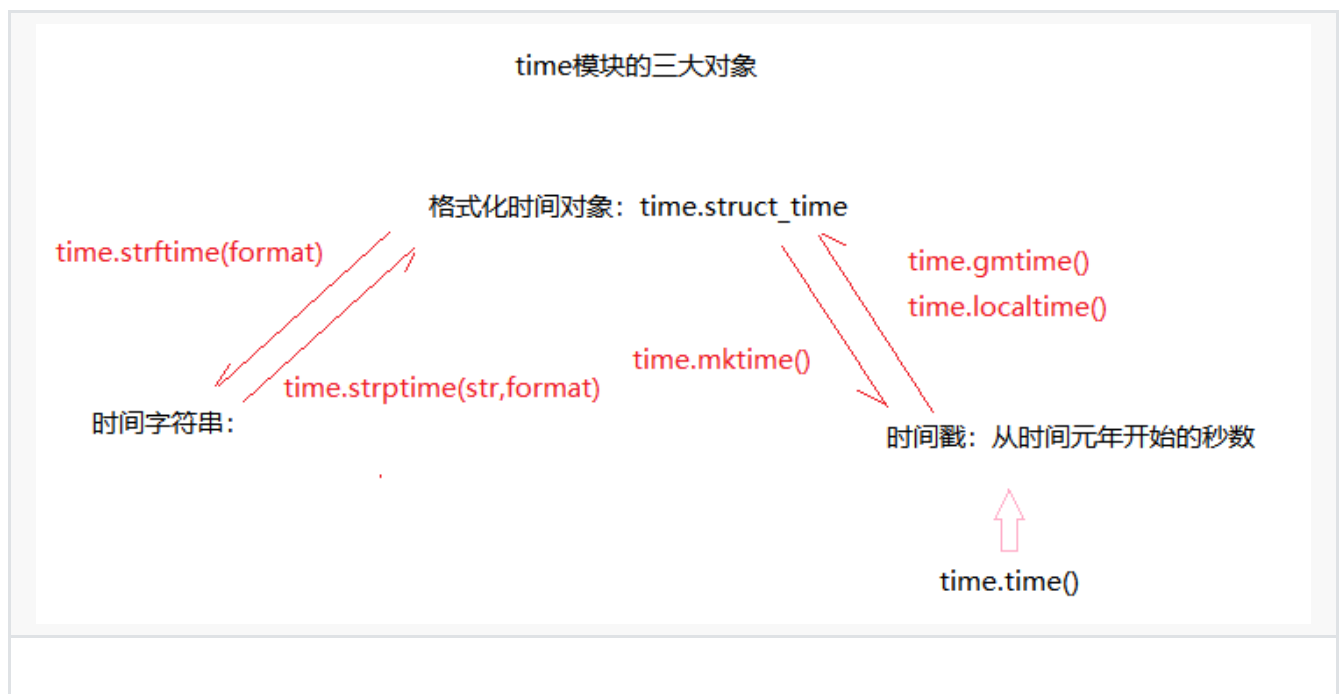 time模块的三大对象
格式化时间对象：time.struct_time
time.strftime(format)
time.gmtime()
time.localtime()
time.mktime()
time.strptime(str,format)
时间字符串：
时间戳：从时间元年开始的秒数
time.time()